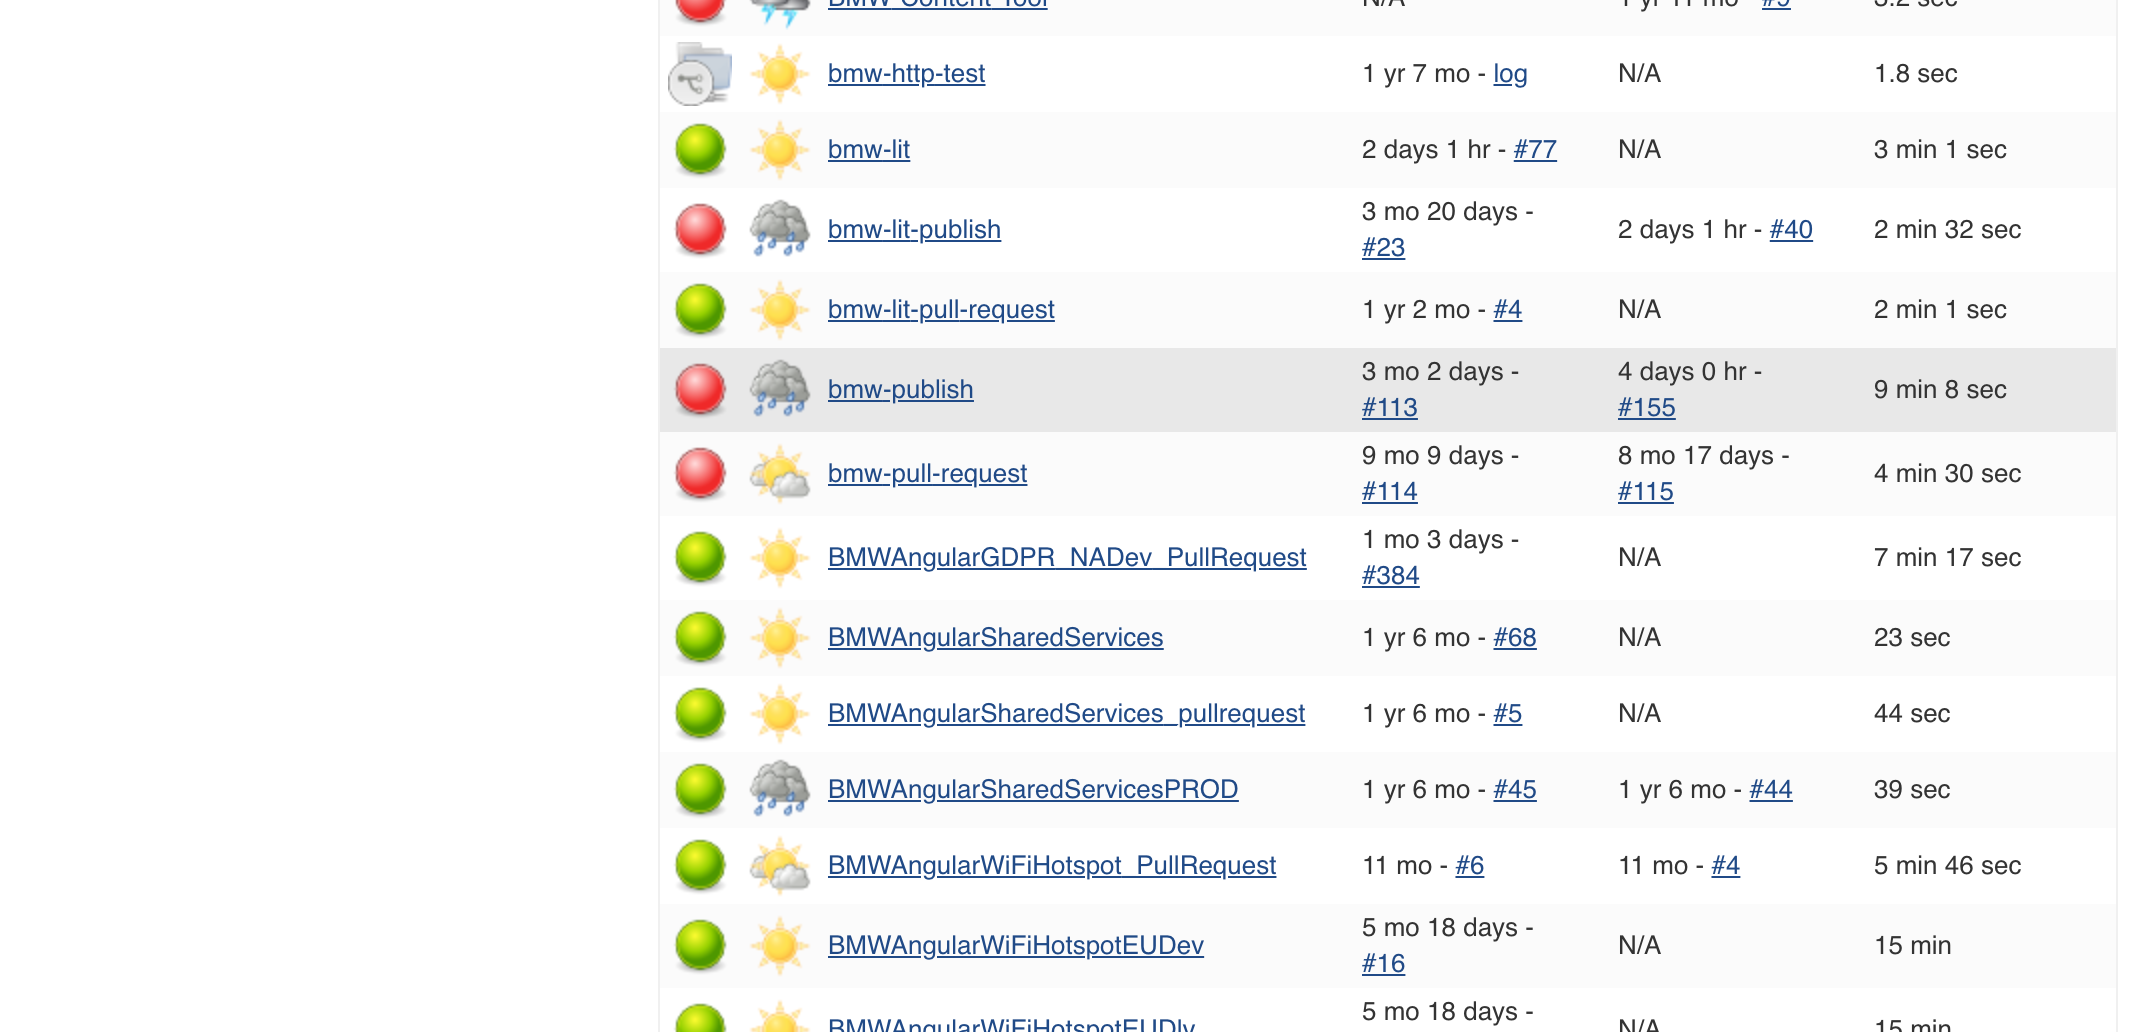 BMW-Content-Tool N/A 1 yr 11 mo - #9 3.2 sec
bmw-http-test 1 yr 7 mo - log N/A 1.8 sec
bmw-lit 2 days 1 hr - #77 N/A 3 min 1 sec
3 mo 20 days -
bmw-lit-publish 2 days 1 hr - #40 2 min 32 sec
#23
bmw-lit-pull-request 1 yr 2 mo - #4 N/A 2 min 1 sec
3 mo 2 days - 4 days 0 hr -
bmw-publish 9 min 8 sec
#113 #155
9 mo 9 days - 8 mo 17 days -
bmw-pull-request 4 min 30 sec
#114 #115
1 mo 3 days -
BMWAngularGDPR_NADev_PullRequest N/A 7 min 17 sec
#384
BMWAngularSharedServices 1 yr 6 mo - #68 N/A 23 sec
BMWAngularSharedServices_pullrequest 1 yr 6 mo - #5 N/A 44 sec
BMWAngularSharedServicesPROD 1 yr 6 mo - #45 1 yr 6 mo - #44 39 sec
BMWAngularWiFiHotspot_PullRequest 11 mo - #6 11 mo - #4 5 min 46 sec
5 mo 18 days -
BMWAngularWiFiHotspotEUDev N/A 15 min
#16
5 mo 18 days -
BMWAngularWiFiHotspotEUDly N/A 15 min